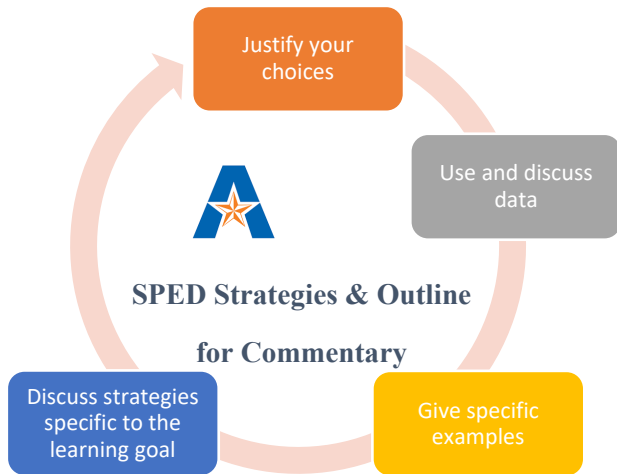 Justify your
choices
Use and discuss
data
SPED Strategies & Outline
for Commentary
Discuss strategies
specific to the
learning goal
Give specific
examples